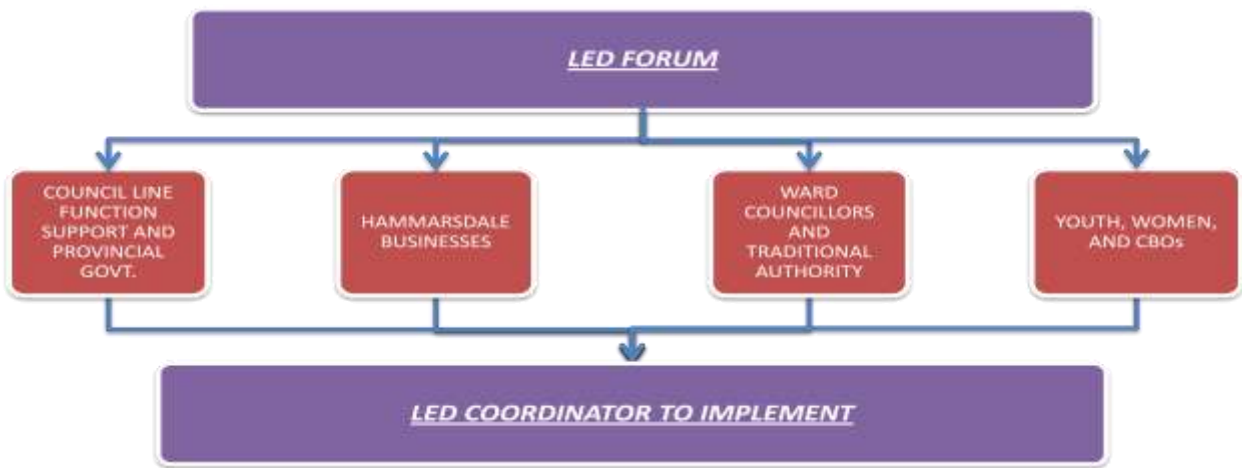 LED FORUM
COUNCIL LINE
FUNCTION
SUPPORT AND
PROVINCIAL
GOVT.
HAMMARSDALE
BUSINESSES
WARD
COUNCILLORS
AND
TRADITIONAL
AUTHORITY
YOUTH, WOMEN,
AND CBOs
LED COORDINATOR TO IMPLEMENT